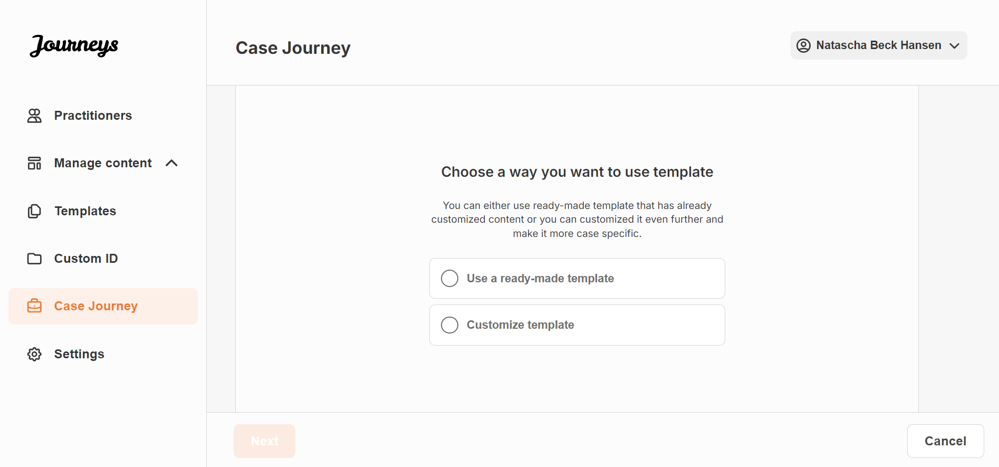 Journeys
Case Journey
Natascha Beck Hansen
Practitioners
Manage content
Templates
Custom ID
Case Journey
Settings
Choose a way you want to use template
You can either use ready-made template that has already
customized content or you can customized it even further and
make it more case specific.
Use a ready-made template
Customize template
Next
Cancel